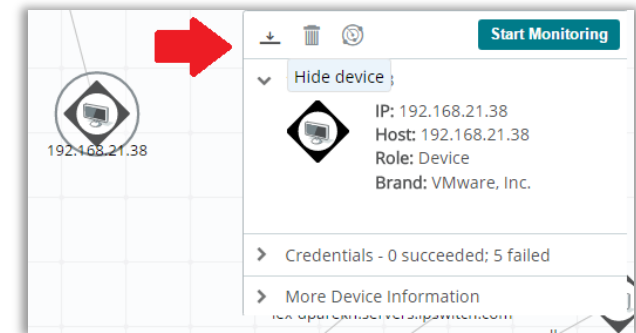 Start Monitoring
Hide device
IP: 192.168.21.38
Host: 192.168.21.38
Role: Device
Brand: VMware, Inc.
192.168.21.38
Credentials - 0 succeeded; 5 failed
More Device Information